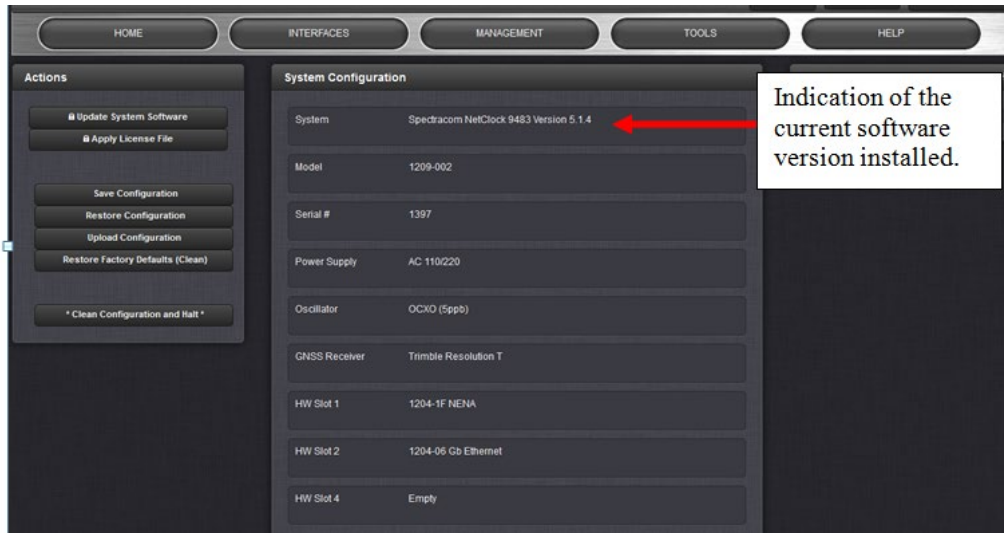 HOME INTERFACES MANAGEMENT TOOLS HELP
Actions
Update System Software
Apply License File
Save Configuration
Restore Configuration
Upload Configuration
Restore Factory Defaults (Clean)
* Clean Configuration and Halt *
System Configuration
System Spectracom NetClock 9483 Version 5.1.4
Model 1209-002
Serial # 1397
Power Supply AC 110/220
Oscillator OCXO (5ppb)
GNSS Receiver Trimble Resolution T
HW Slot 1 1204-1F NENA
HW Slot 2 1204-06 Gb Ethernet
HW Slot 4 Empty
Indication of the
current software
version installed.